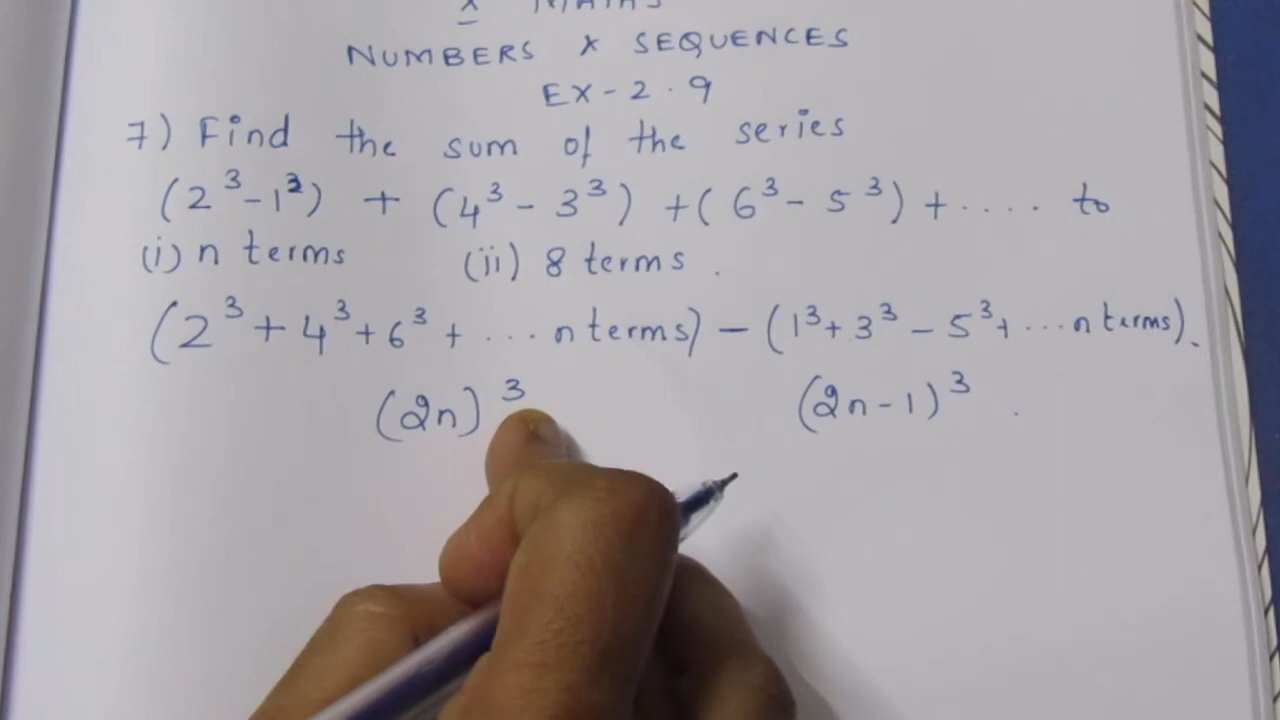 NUMBERS & SEQUENCES
EX-2.9
7) Find the sum of the series
(2³-1³) + (4³-3³) + (6³-5³) + .... to
(i) n terms (ii) 8 terms.
(2³+4³+6³+ ... n terms) - (1³+3³-5³+ ... n terms).
(2n)³ (2n-1)³.